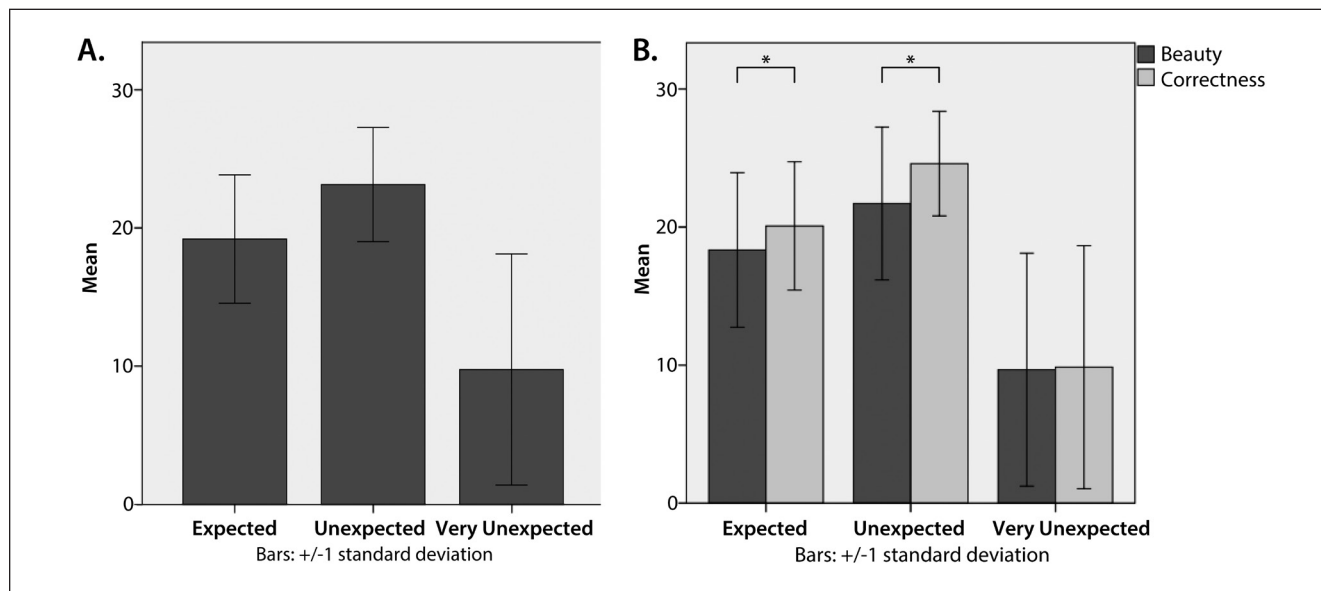 A.
30
20
10
0
Mean
Expected Unexpected Very Unexpected
Bars: +/-1 standard deviation
B.
Beauty
Correctness
* *
30
20
10
0
Mean
Expected Unexpected Very Unexpected
Bars: +/-1 standard deviation